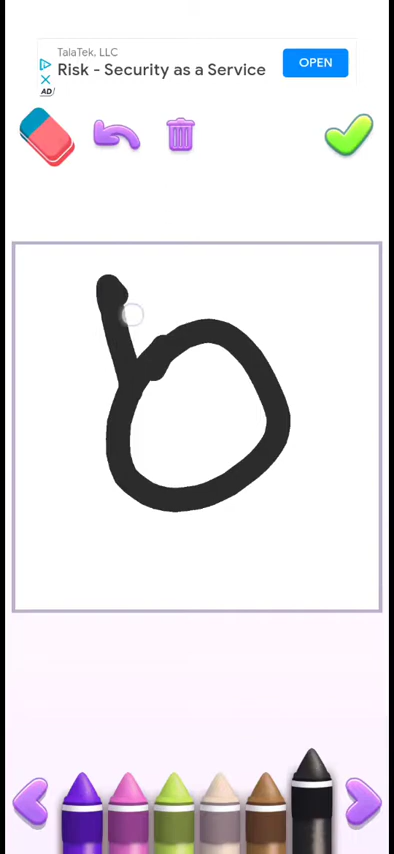 TalaTek, LLC
Risk - Security as a Service
OPEN
AD